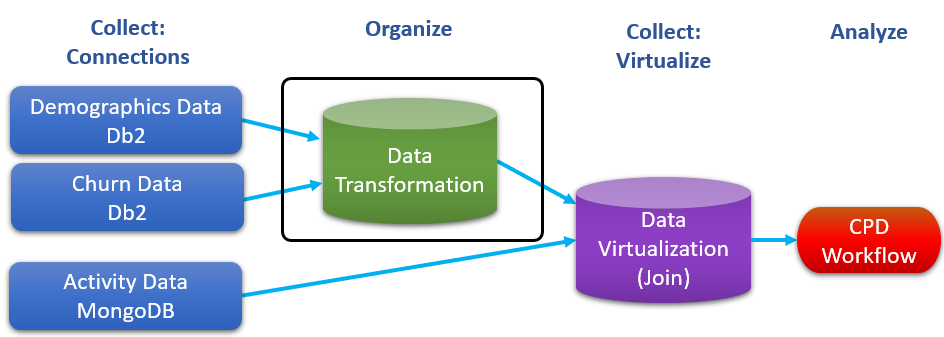 Collect:
Connections
Organize
Collect:
Virtualize
Analyze
Demographics Data
Db2
Churn Data
Db2
Activity Data
MongoDB
Data
Transformation
Data
Virtualization
(Join)
CPD
Workflow